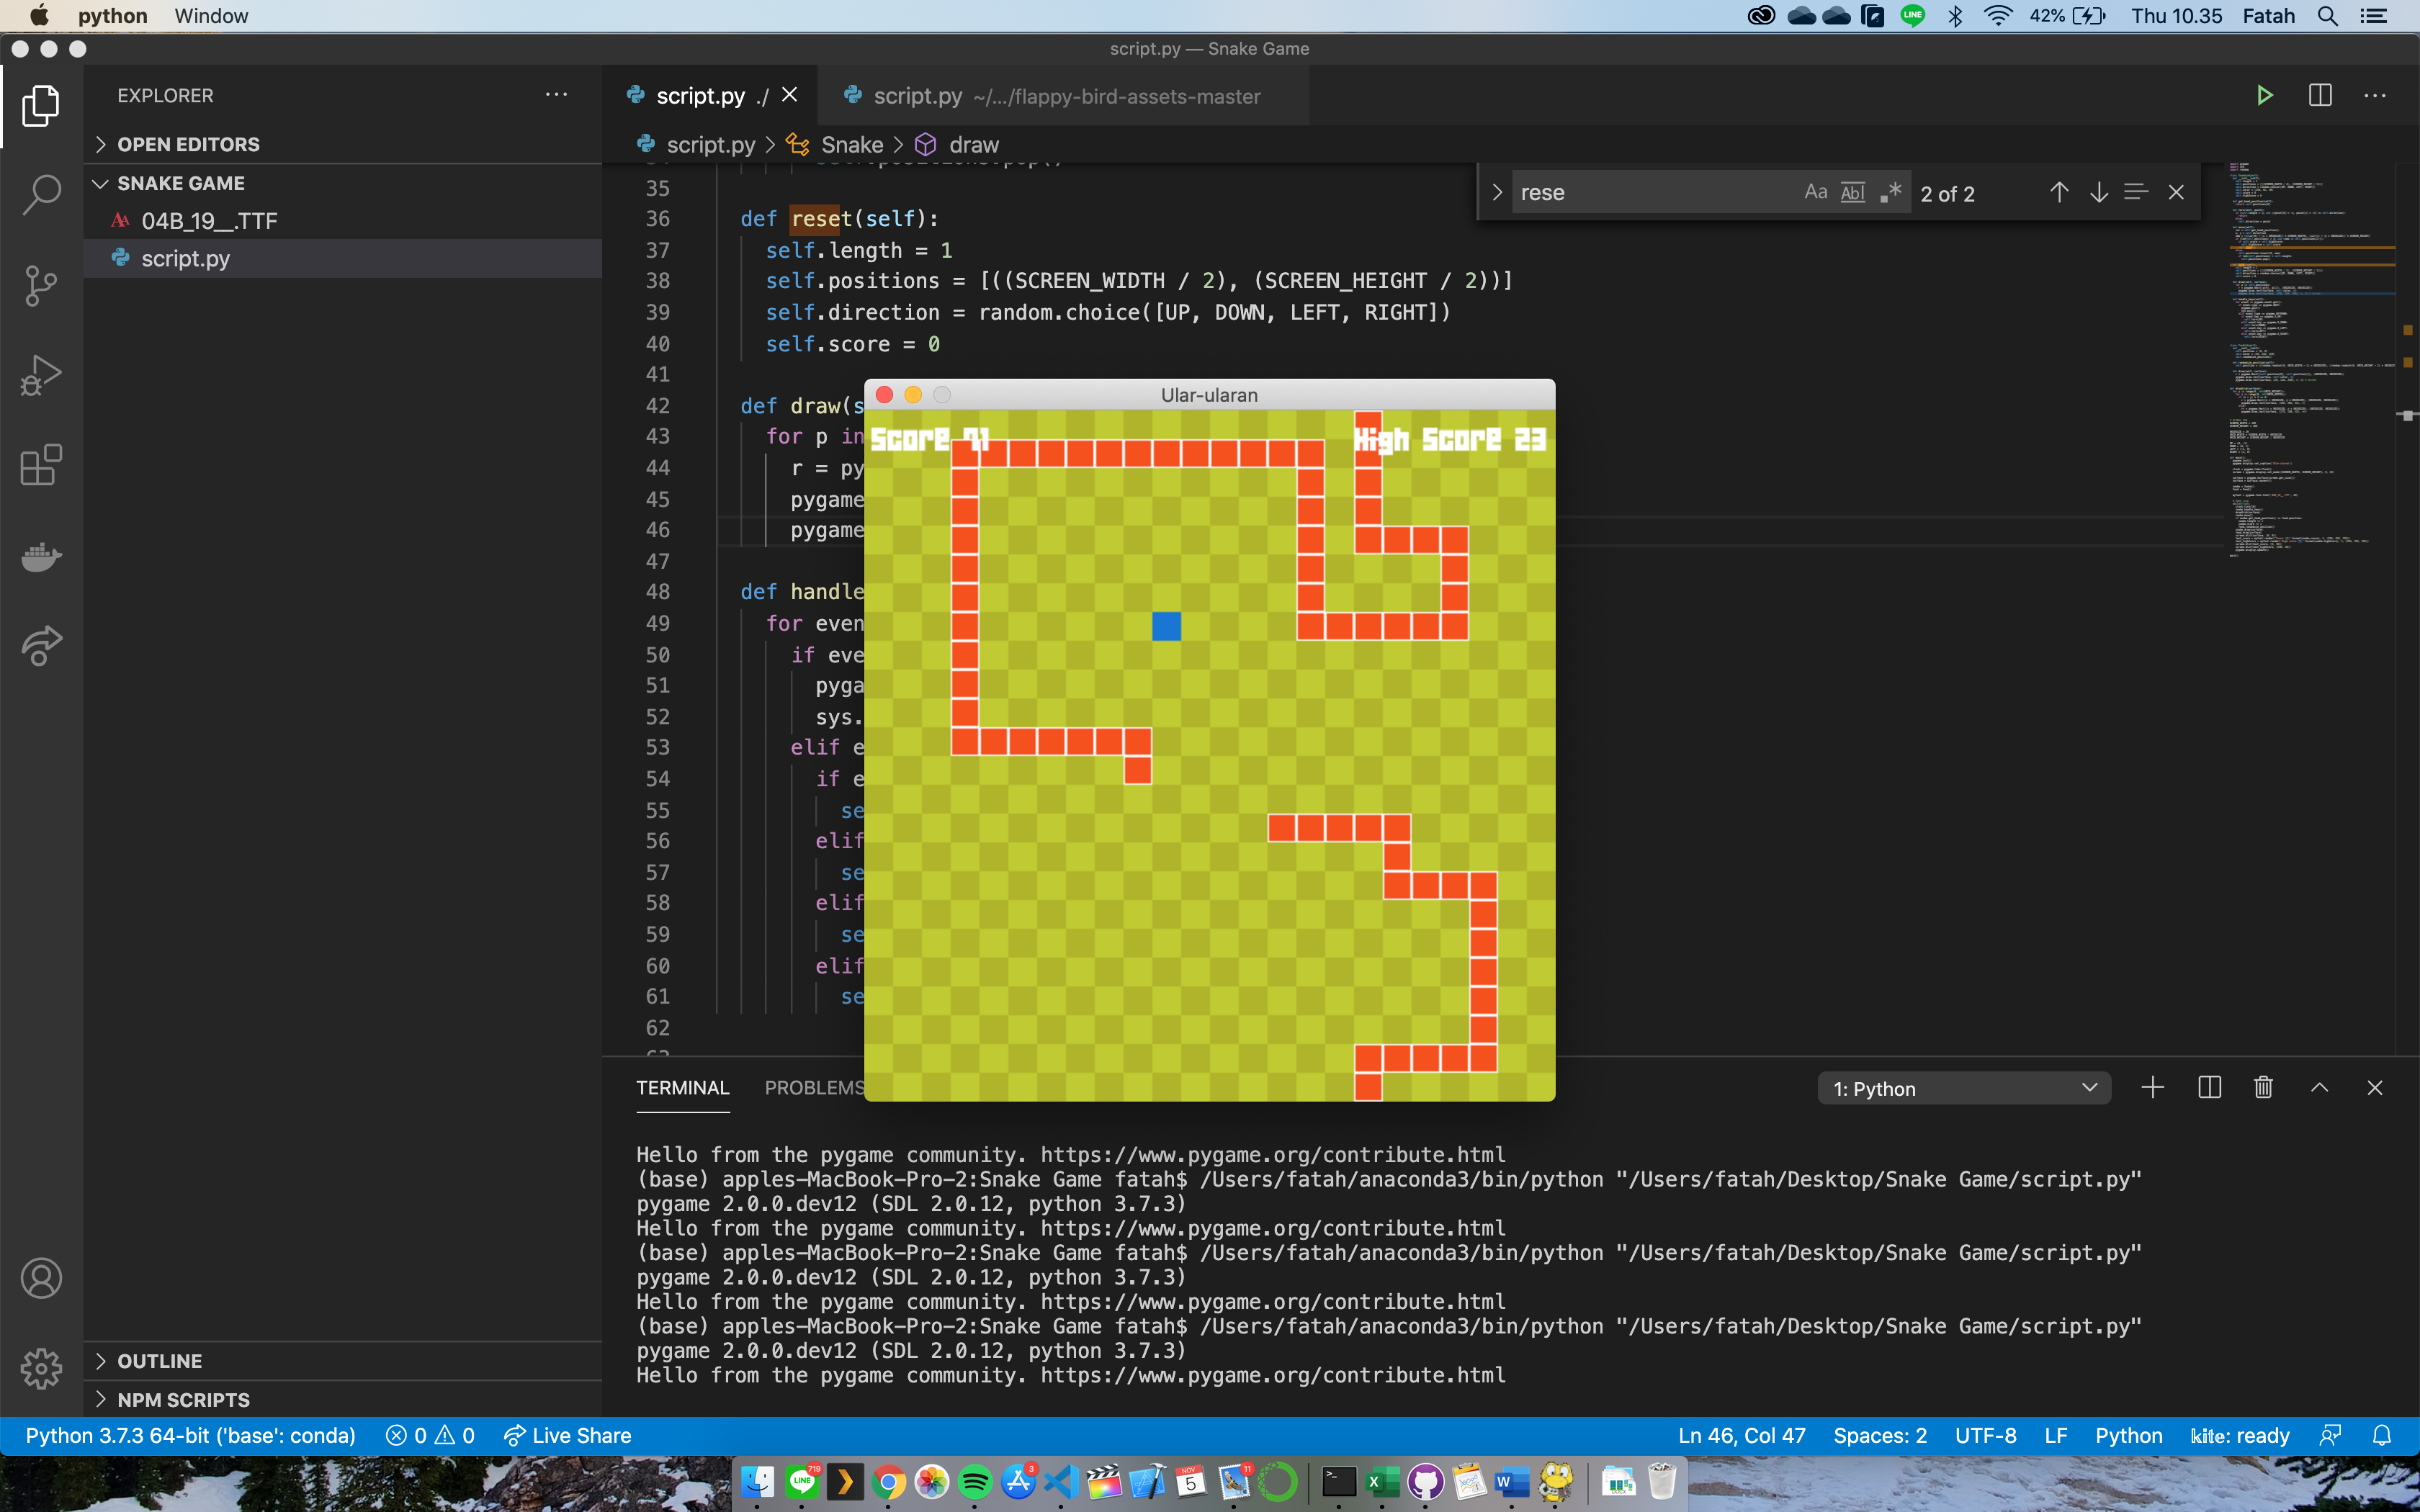 python Window
42% Thu 10.35 Fatah
script.py — Snake Game
EXPLORER
script.py ./
script.py ~/.../flappy-bird-assets-master
OPEN EDITORS
script.py > Snake > draw
SNAKE GAME
04B_19__.TTF
script.py
rese
Aa Abl .*
2 of 2
35
36 def reset(self):
37 self.length = 1
38 self.positions = [((SCREEN_WIDTH / 2), (SCREEN_HEIGHT / 2))]
39 self.direction = random.choice([UP, DOWN, LEFT, RIGHT])
40 self.score = 0
41
42 def draw(s
43 for p in
44 r = py
45 pygame
46 pygame
47
48 def handle
49 for even
50 if eve
51 pyga
52 sys.
53 elif e
54 if e
55 se
56 elif
57 se
58 elif
59 se
60 elif
61 se
62
Ular-ularan
High Score 23
Score
TERMINAL PROBLEMS
1: Python
Hello from the pygame community. https://www.pygame.org/contribute.html
(base) apples-MacBook-Pro-2:Snake Game fatah$ /Users/fatah/anaconda3/bin/python "/Users/fatah/Desktop/Snake Game/script.py"
pygame 2.0.0.dev12 (SDL 2.0.12, python 3.7.3)
Hello from the pygame community. https://www.pygame.org/contribute.html
(base) apples-MacBook-Pro-2:Snake Game fatah$ /Users/fatah/anaconda3/bin/python "/Users/fatah/Desktop/Snake Game/script.py"
pygame 2.0.0.dev12 (SDL 2.0.12, python 3.7.3)
Hello from the pygame community. https://www.pygame.org/contribute.html
(base) apples-MacBook-Pro-2:Snake Game fatah$ /Users/fatah/anaconda3/bin/python "/Users/fatah/Desktop/Snake Game/script.py"
pygame 2.0.0.dev12 (SDL 2.0.12, python 3.7.3)
Hello from the pygame community. https://www.pygame.org/contribute.html
OUTLINE
NPM SCRIPTS
Python 3.7.3 64-bit ('base': conda) 0 0 Live Share
Ln 46, Col 47 Spaces: 2 UTF-8 LF Python kite: ready
LINE 719 3 NOV 5 11